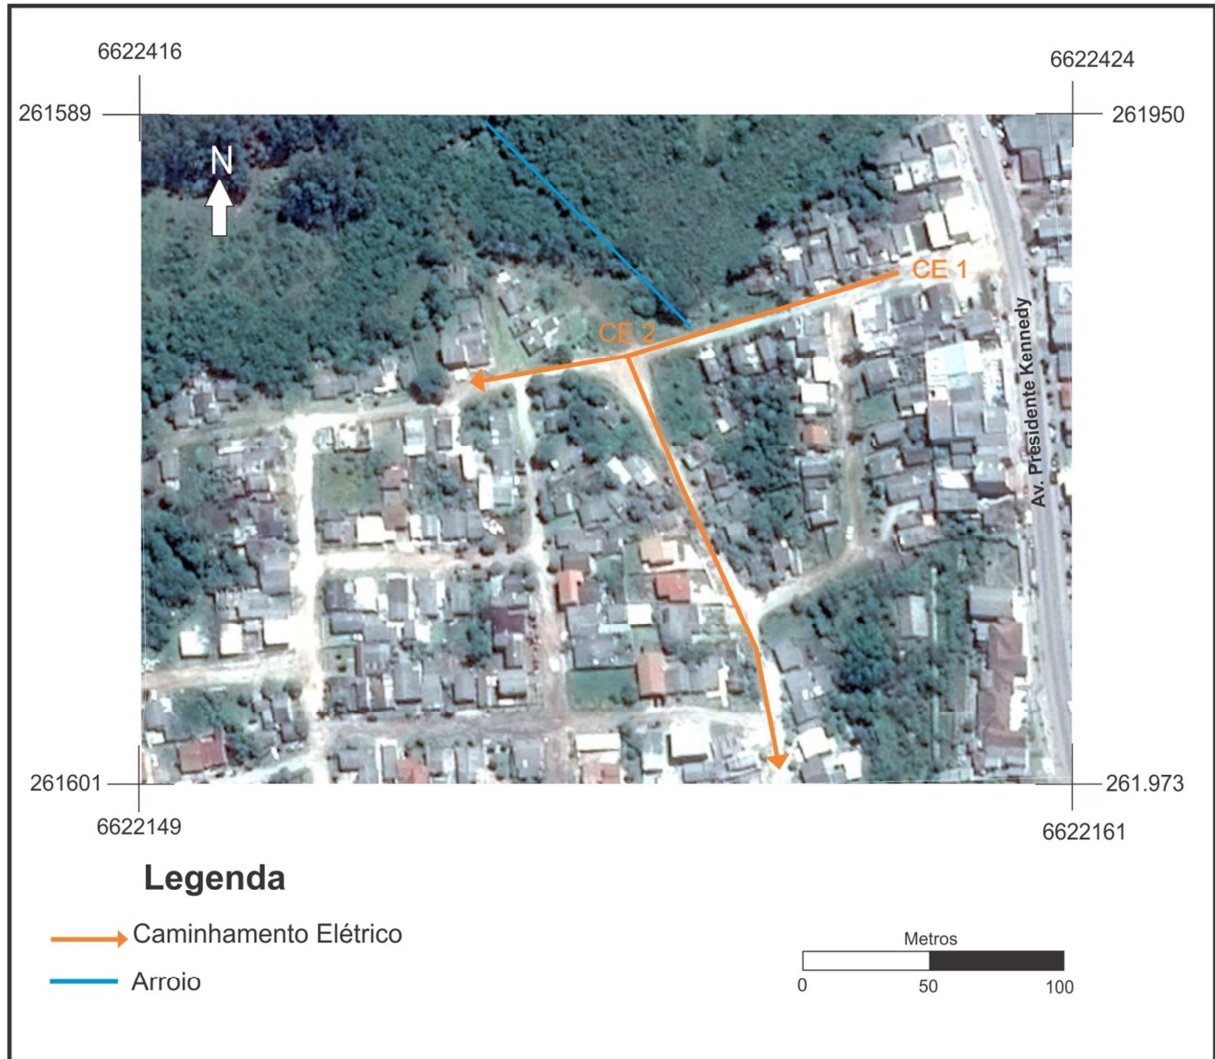 6622416
6622424
261589
261950
N
CE 1
CE 2
Av. Presidente Kennedy
261601
261.973
6622149
6622161
Legenda
Caminhamento Elétrico
Arroio
Metros
0 50 100